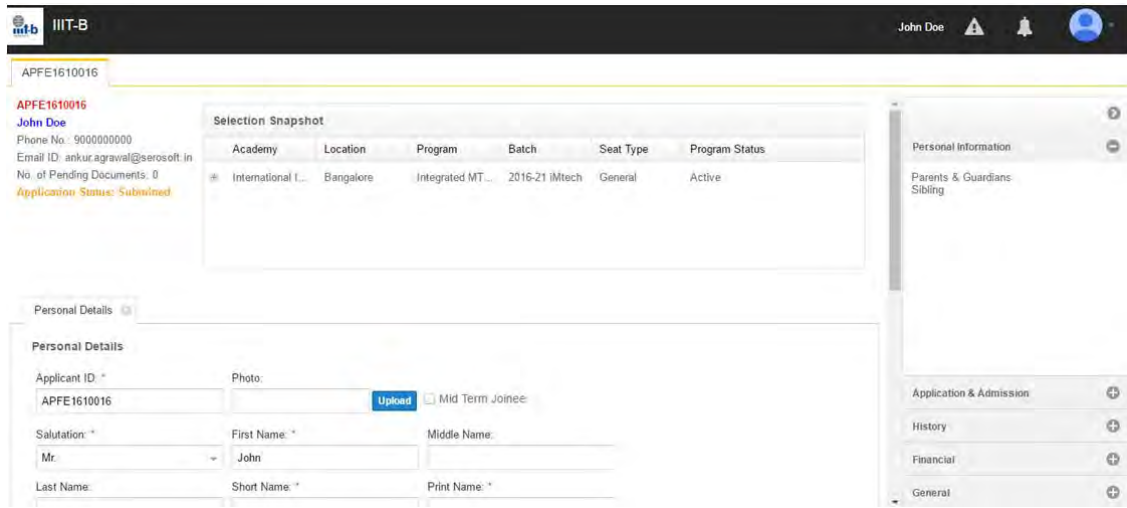 iiit-b IIIT-B John Doe
APFE1610016
APFE1610016
John Doe
Phone No.: 9000000000
Email ID: ankur.agrawal@serosoft.in
No. of Pending Documents: 0
Application Status: Submitted
Selection Snapshot
Academy Location Program Batch Seat Type Program Status
International I... Bangalore Integrated MT... 2016-21 iMtech General Active
Personal Information
Parents & Guardians
Sibling
Application & Admission
History
Financial
General
Personal Details
Personal Details
Applicant ID: * Photo:
APFE1610016 Upload Mid Term Joinee
Salutation: * First Name: * Middle Name:
Mr. John
Last Name: Short Name: * Print Name: *